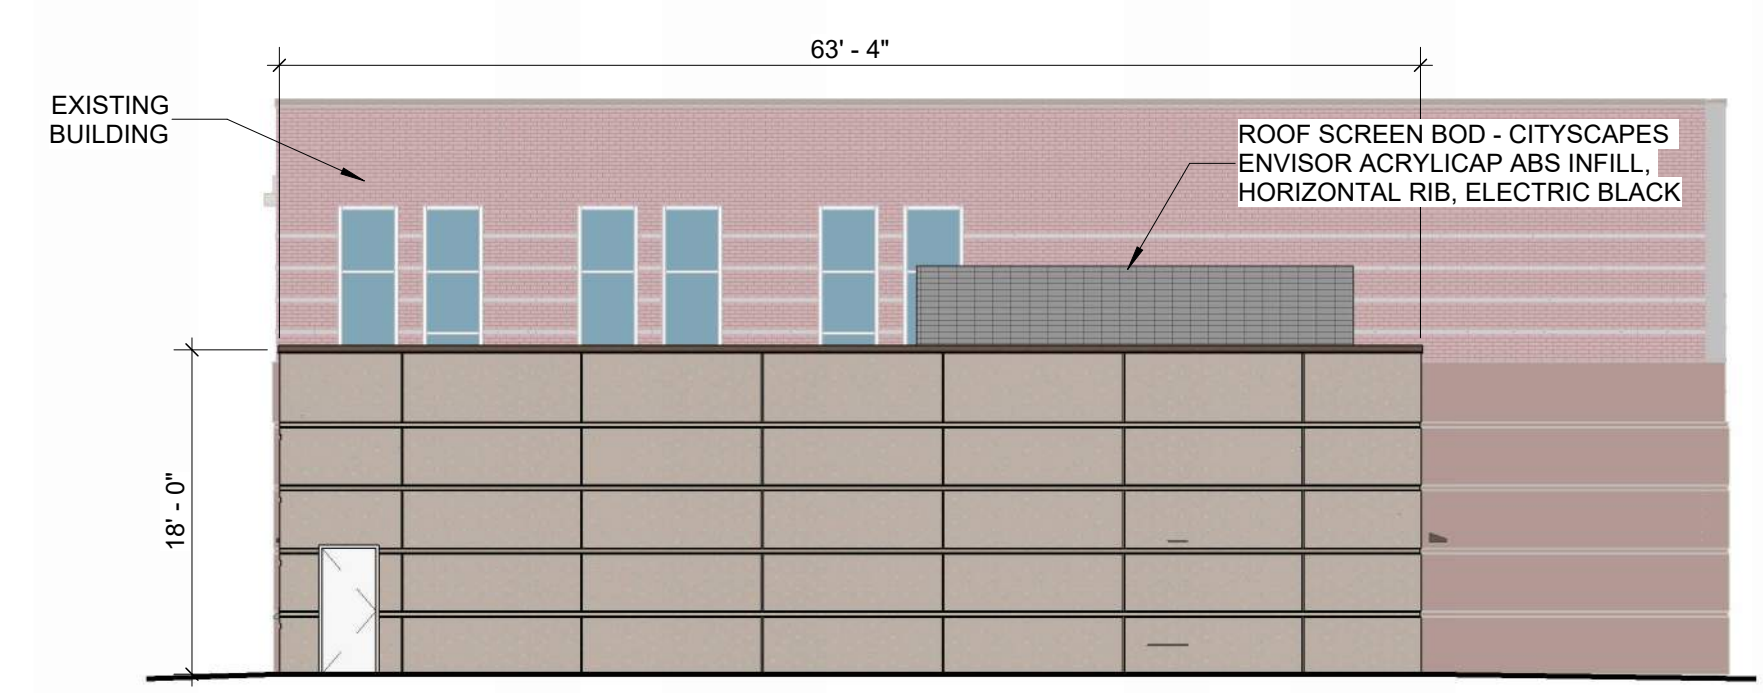 63' - 4"
EXISTING
BUILDING
ROOF SCREEN BOD - CITYSCAPES
ENVISOR ACRYLICAP ABS INFILL,
HORIZONTAL RIB, ELECTRIC BLACK
18' - 0"